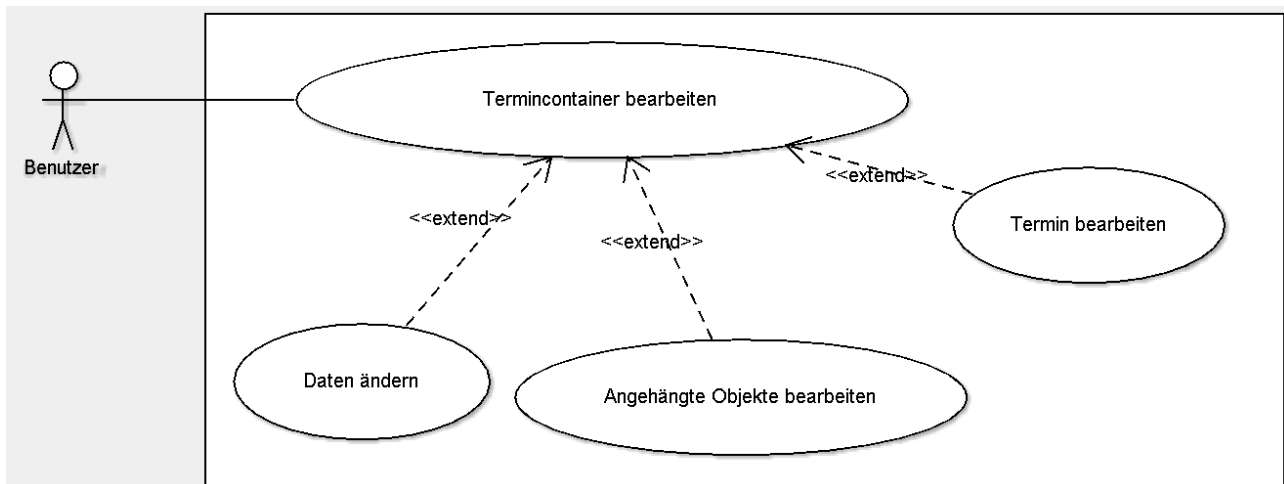 Termincontainer bearbeiten
Benutzer
<<extend>>
<<extend>>
<<extend>>
Termin bearbeiten
Daten ändern
Angehängte Objekte bearbeiten